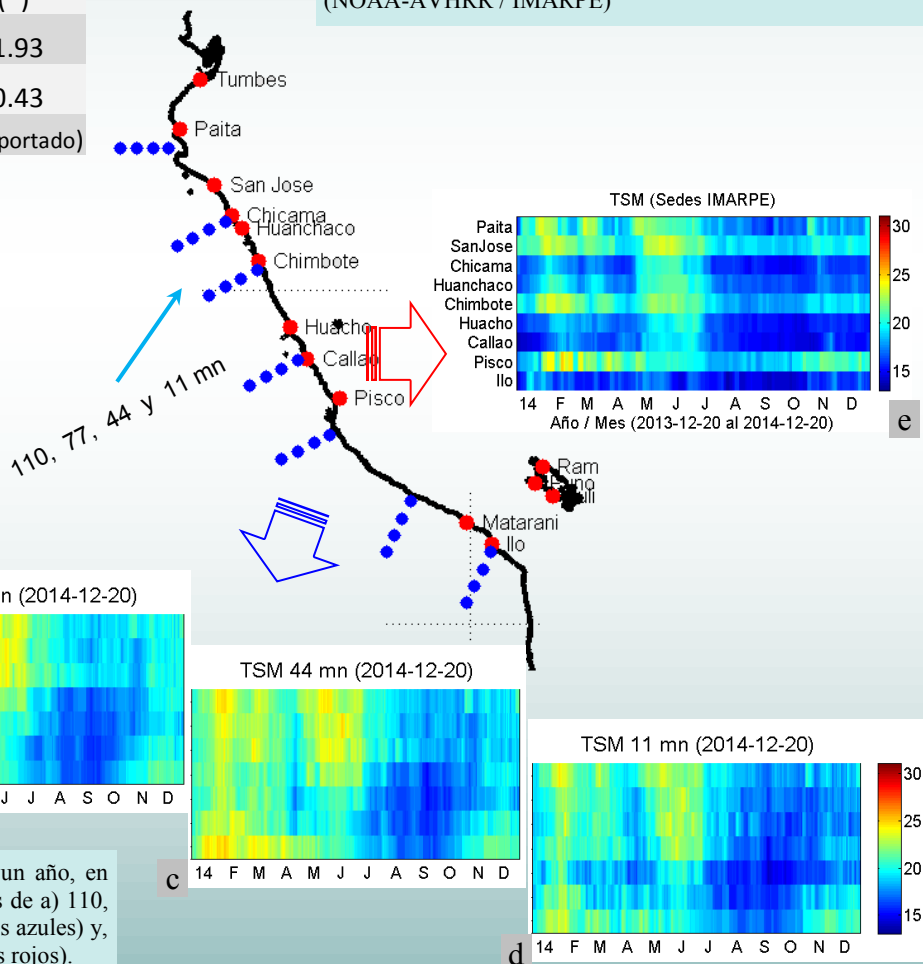 (NOAA-AVHRR / IMARPE)
1.93
0.43
portado)
Tumbes
Paita
San Jose
Chicama
Huanchaco
Chimbote
Huacho
Callao
Pisco
110, 77, 44 y 11 mn
Ram
Matarani
Ilo
TSM (Sedes IMARPE)
Paita
SanJose
Chicama
Huanchaco
Chimbote
Huacho
Callao
Pisco
Ilo
30
25
20
15
14 F M A M J J A S O N D
Año / Mes (2013-12-20 al 2014-12-20)
e
n (2014-12-20)
J J A S O N D
TSM 44 mn (2014-12-20)
14 F M A M J J A S O N D
c
TSM 11 mn (2014-12-20)
30
25
20
15
14 F M A M J J A S O N D
d
un año, en
s de a) 110,
s azules) y,
s rojos).